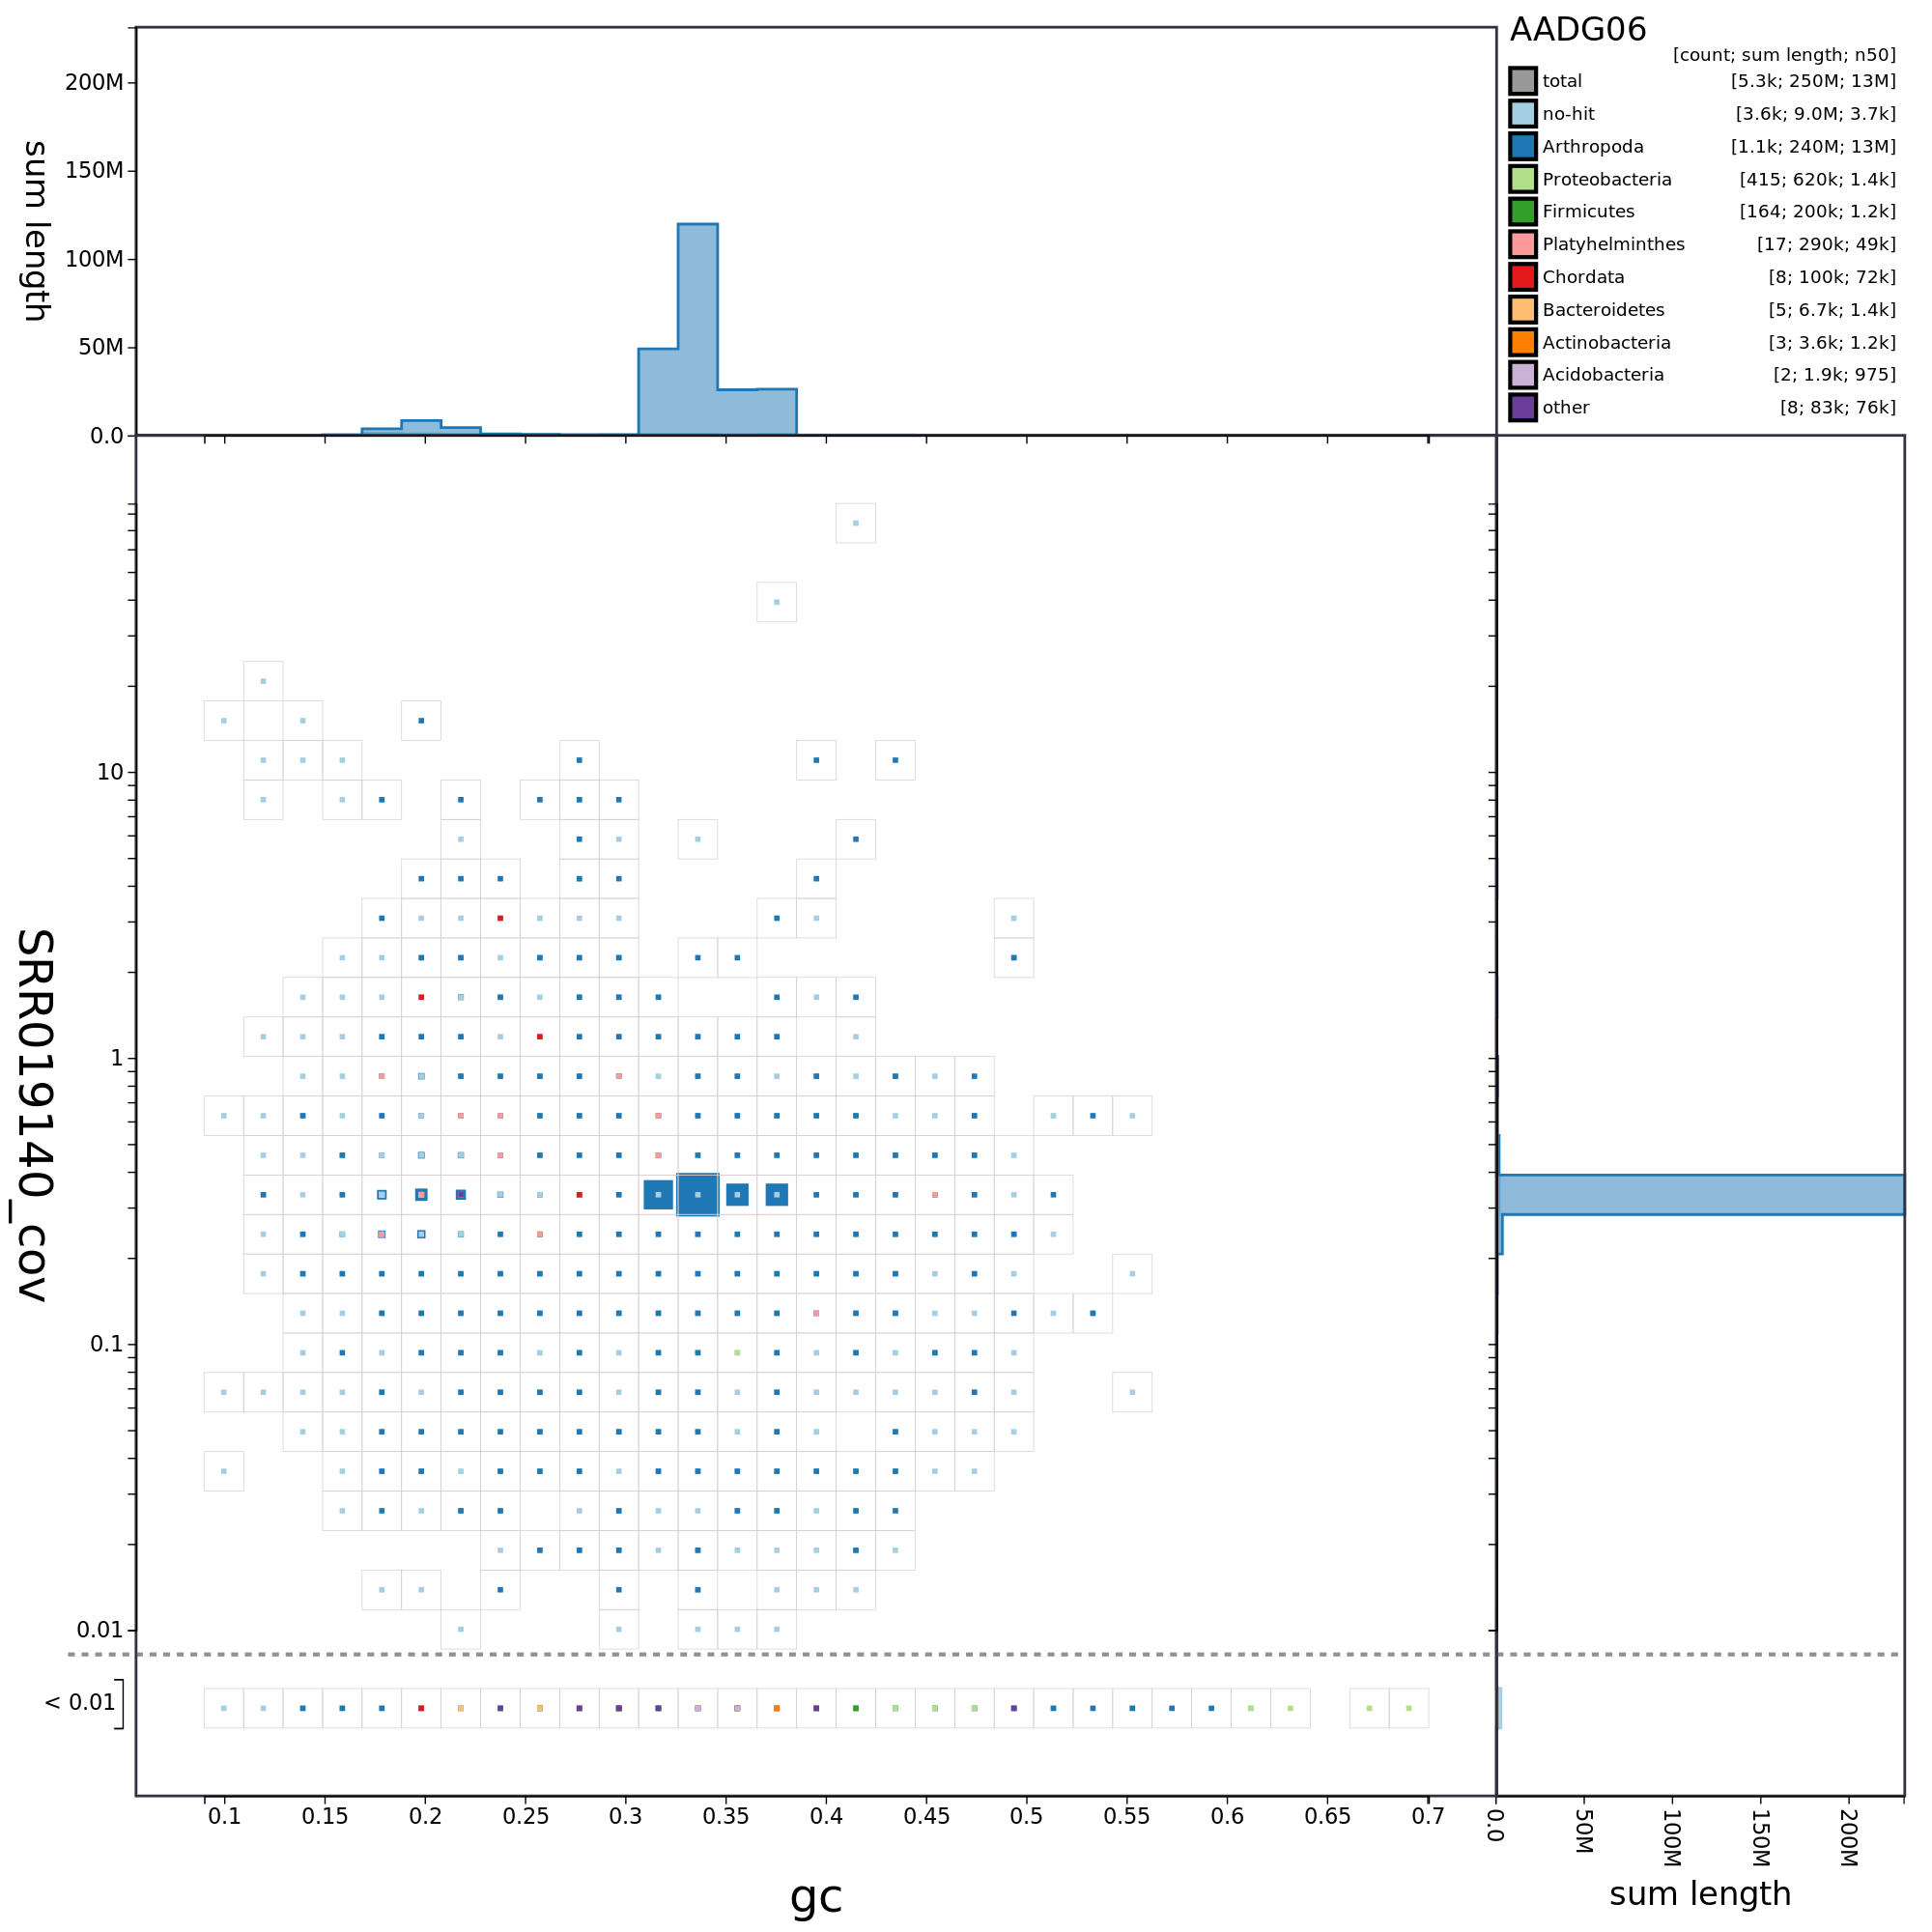 AADG06
[count; sum length; n50]
total [5.3k; 250M; 13M]
no-hit [3.6k; 9.0M; 3.7k]
Arthropoda [1.1k; 240M; 13M]
Proteobacteria [415; 620k; 1.4k]
Firmicutes [164; 200k; 1.2k]
Platyhelminthes [17; 290k; 49k]
Chordata [8; 100k; 72k]
Bacteroidetes [5; 6.7k; 1.4k]
Actinobacteria [3; 3.6k; 1.2k]
Acidobacteria [2; 1.9k; 975]
other [8; 83k; 76k]
sum length
200M
150M
100M
50M
0.0
SRR019140_cov
10
1
0.1
0.01
< 0.01
0.1 0.15 0.2 0.25 0.3 0.35 0.4 0.45 0.5 0.55 0.6 0.65 0.7
gc
0.0 50M 100M 150M 200M
sum length